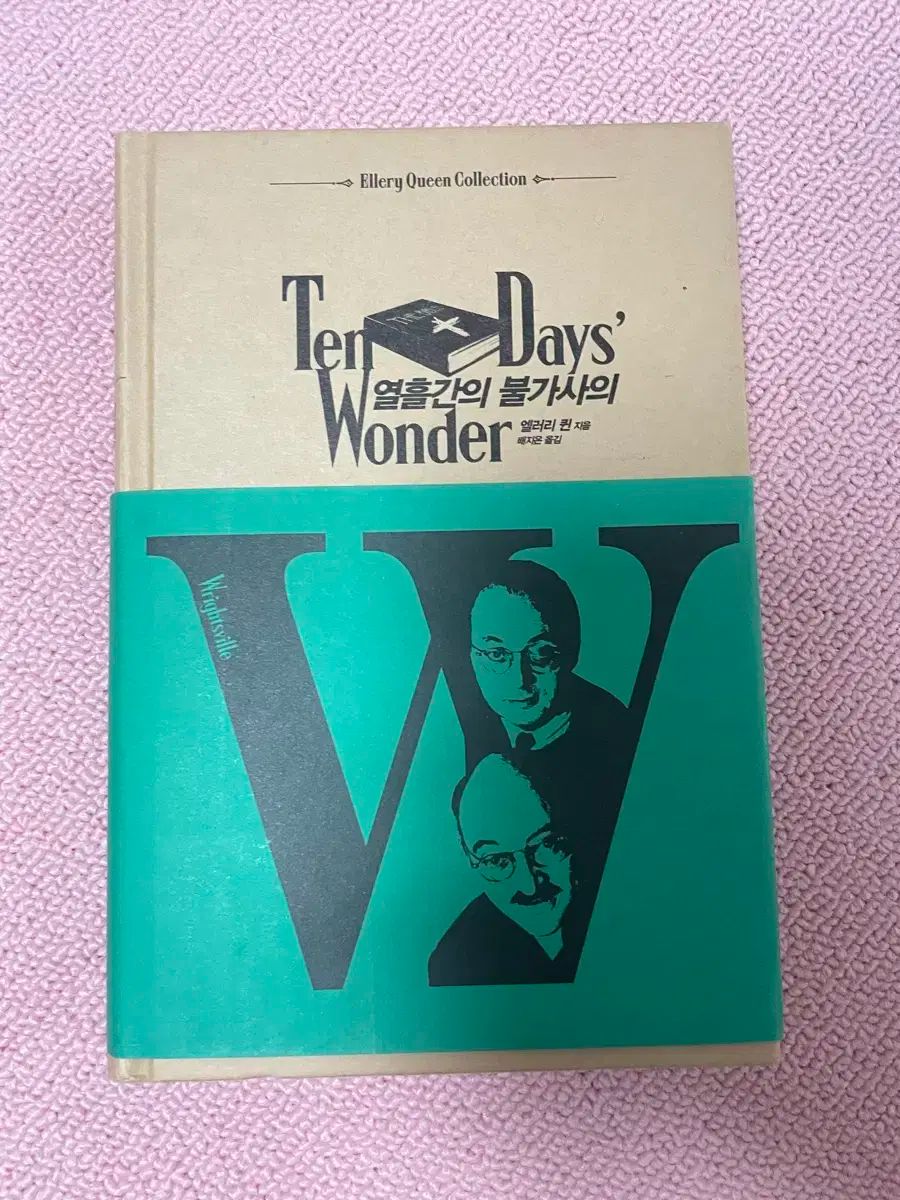 Ellery Queen Collection
Ten Days'
열흘간의 불가사의
Wonder
엘러리 퀸 지음
배지은 옮김
W
Wrightsville